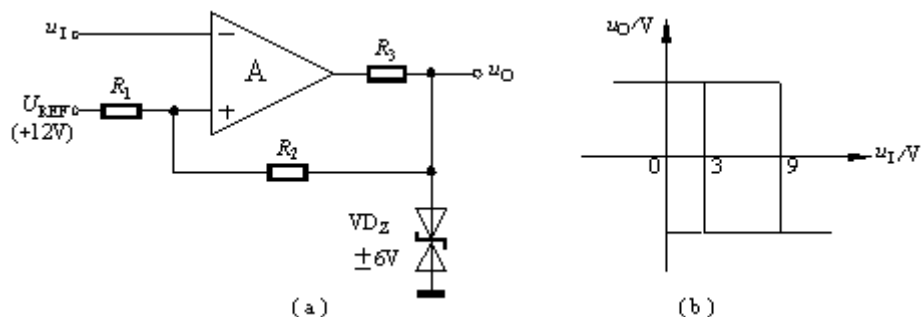 u_I
−
A
+
R_3
u_O
R_1
U_REF
(+12V)
R_2
VD_Z
±6V
(a)
u_O/V
0
3
9
u_I/V
(b)